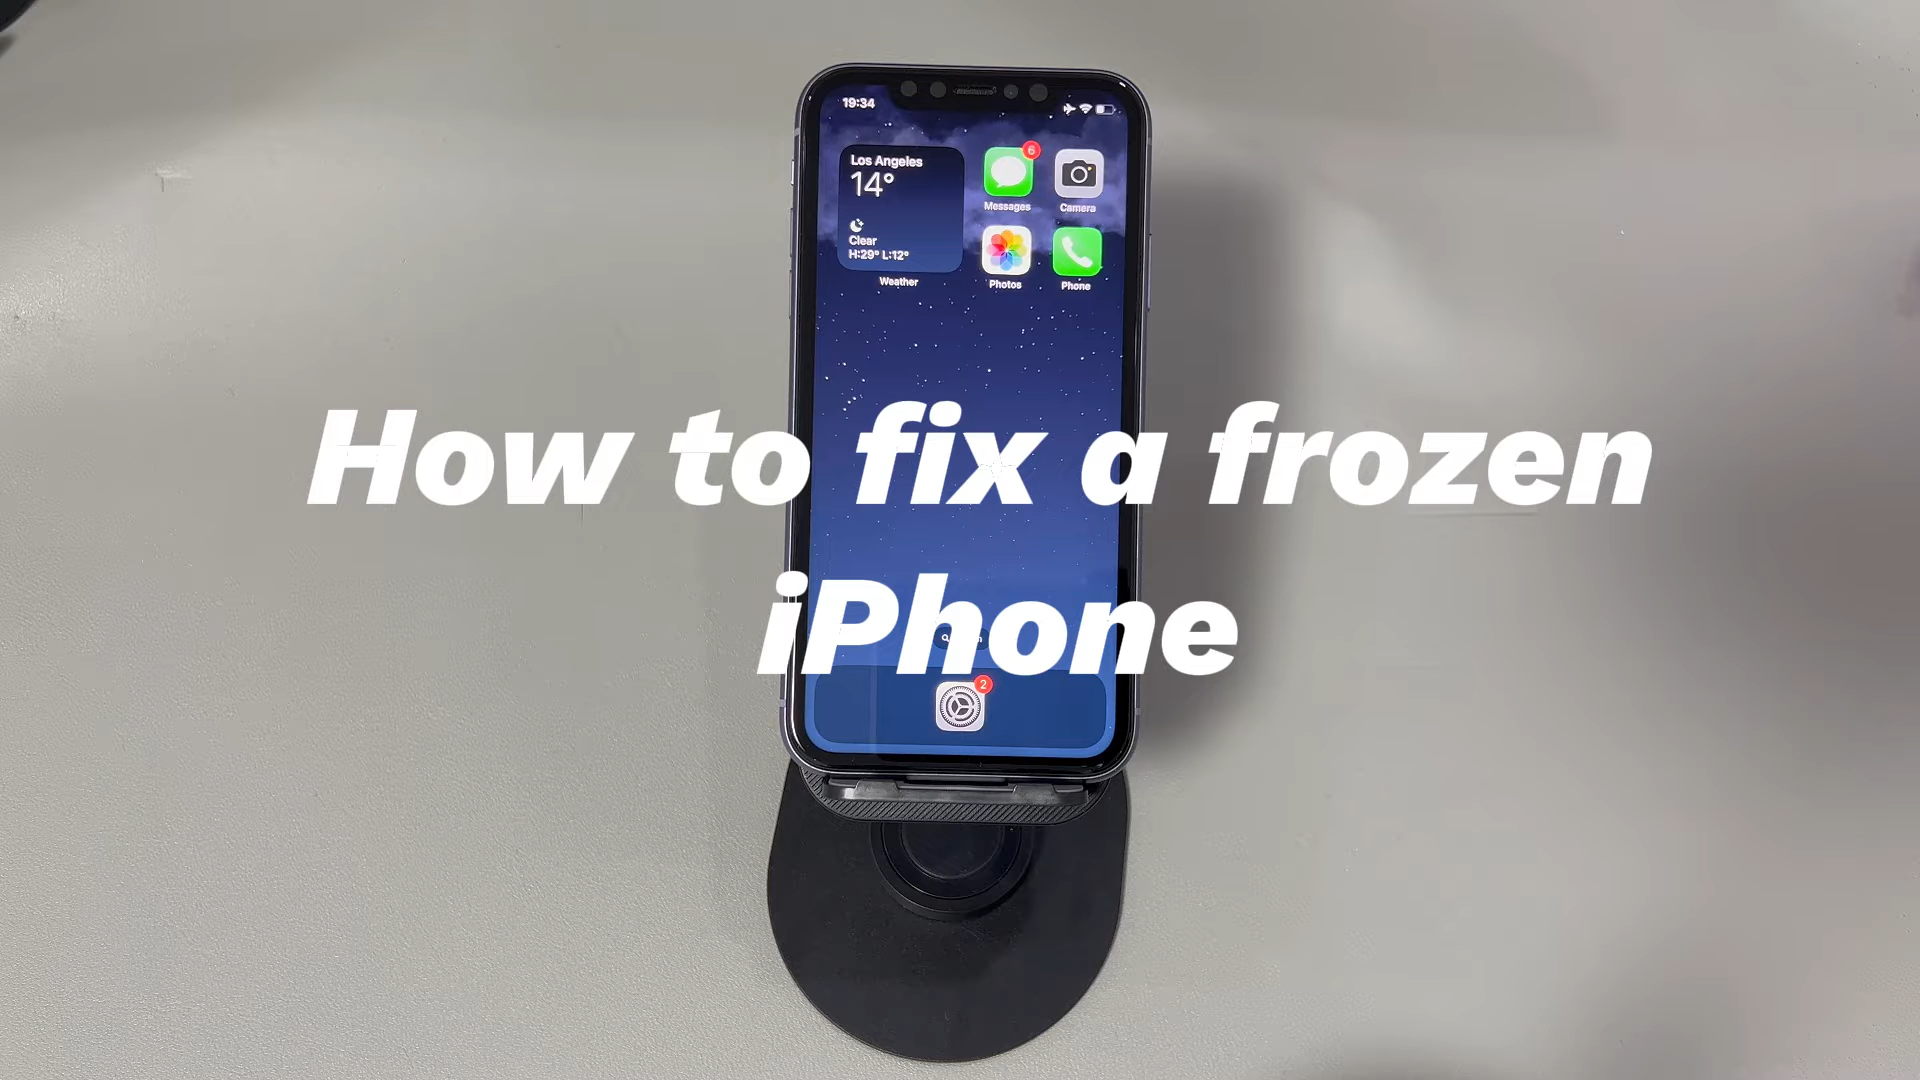 19:34
Los Angeles
14°
Clear
H:29° L:12°
Weather
6
Messages
Camera
Photos
Phone
How to fix a frozen
iPhone
2